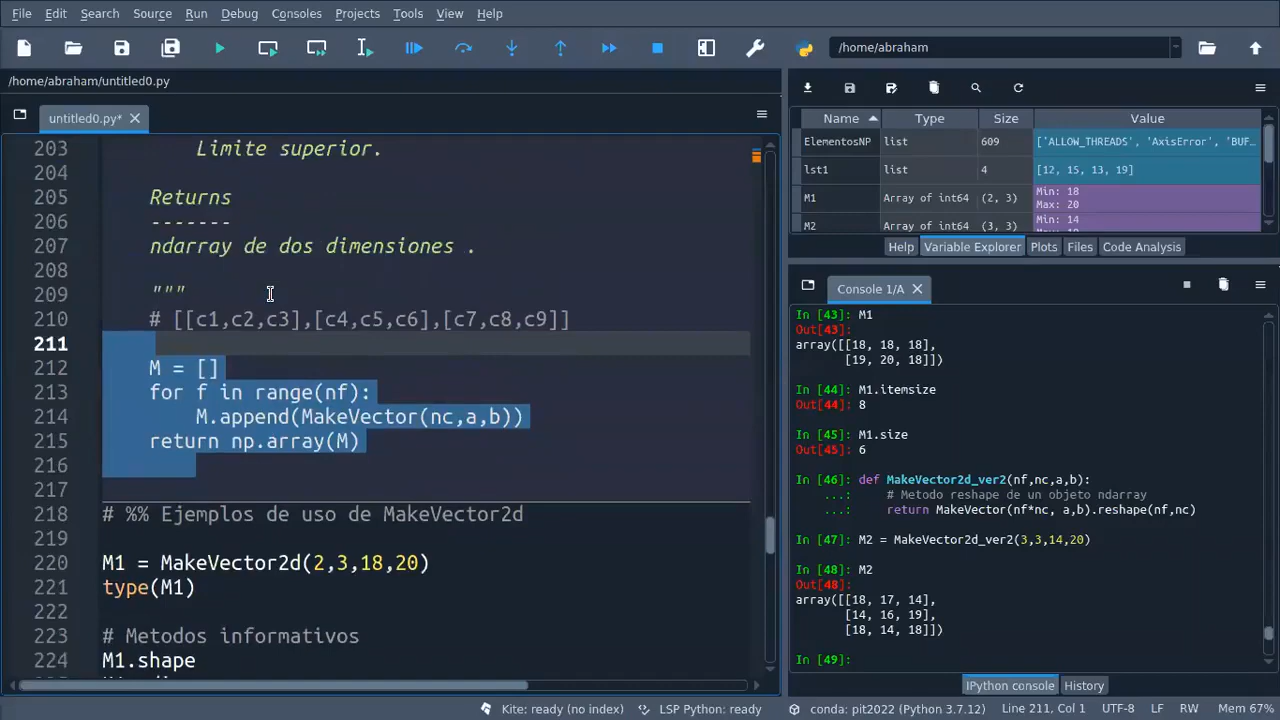 File Edit Search Source Run Debug Consoles Projects Tools View Help
/home/abraham
/home/abraham/untitled0.py
untitled0.py*
203 Limite superior.
204
205 Returns
206 -------
207 ndarray de dos dimensiones .
208
209 """
210 # [[c1,c2,c3],[c4,c5,c6],[c7,c8,c9]]
211
212 M = []
213 for f in range(nf):
214 M.append(MakeVector(nc,a,b))
215 return np.array(M)
216
217
218 # %% Ejemplos de uso de MakeVector2d
219
220 M1 = MakeVector2d(2,3,18,20)
221 type(M1)
222
223 # Metodos informativos
224 M1.shape
Name Type Size Value
ElementosNP list 609 ['ALLOW_THREADS', 'AxisError', 'BUF…
lst1 list 4 [12, 15, 13, 19]
M1 Array of int64 (2, 3) Min: 18
Max: 20
M2 Array of int64 (3, 3) Min: 14
Help Variable Explorer Plots Files Code Analysis
Console 1/A
In [43]: M1
Out[43]:
array([[18, 18, 18],
[19, 20, 18]])
In [44]: M1.itemsize
Out[44]: 8
In [45]: M1.size
Out[45]: 6
In [46]: def MakeVector2d_ver2(nf,nc,a,b):
...: # Metodo reshape de un objeto ndarray
...: return MakeVector(nf*nc, a,b).reshape(nf,nc)
In [47]: M2 = MakeVector2d_ver2(3,3,14,20)
In [48]: M2
Out[48]:
array([[18, 17, 14],
[14, 16, 19],
[18, 14, 18]])
In [49]:
IPython console History
Kite: ready (no index) LSP Python: ready conda: pit2022 (Python 3.7.12) Line 211, Col 1 UTF-8 LF RW Mem 67%